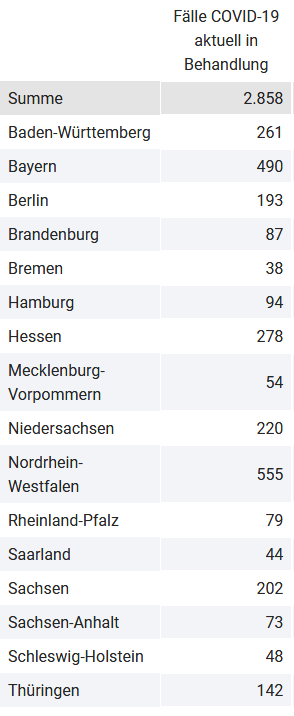 Fälle COVID-19
aktuell in
Behandlung
Summe 2.858
Baden-Württemberg 261
Bayern 490
Berlin 193
Brandenburg 87
Bremen 38
Hamburg 94
Hessen 278
Mecklenburg-
Vorpommern 54
Niedersachsen 220
Nordrhein-
Westfalen 555
Rheinland-Pfalz 79
Saarland 44
Sachsen 202
Sachsen-Anhalt 73
Schleswig-Holstein 48
Thüringen 142